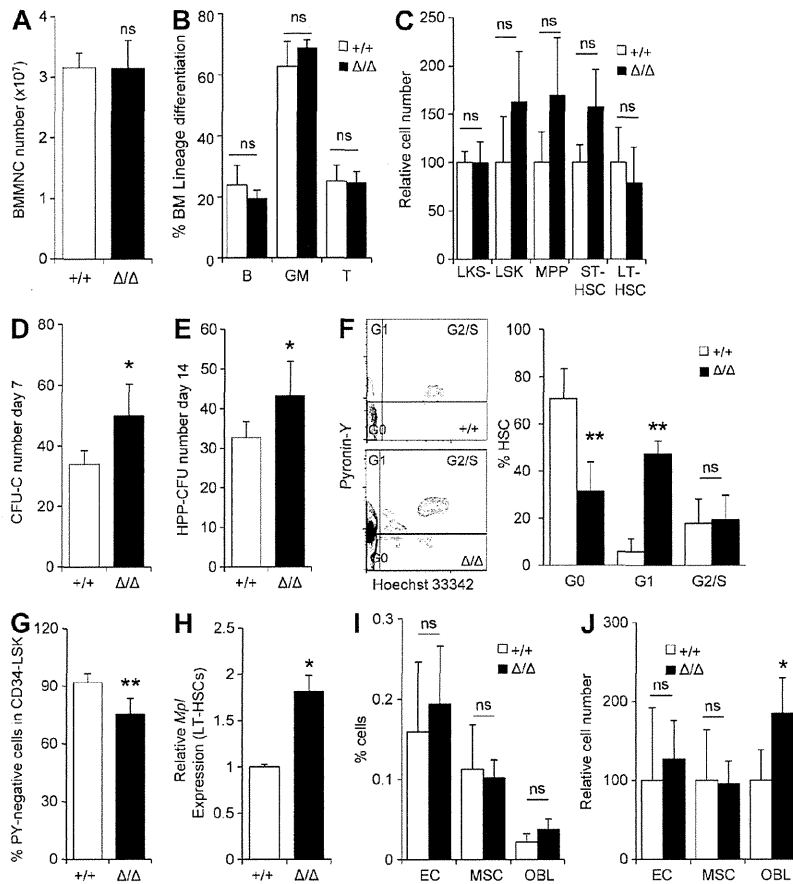 A
BMMNC number (x10⁷)
4
3
2
1
0
ns
+/+
Δ/Δ
B
% BM Lineage differentiation
80
60
40
20
0
ns
ns
ns
+/+
Δ/Δ
B
GM
T
C
Relative cell number
250
200
150
100
50
0
ns
ns
ns
ns
ns
+/+
Δ/Δ
LKS-
LSK
MPP
ST-
HSC
LT-
HSC
D
CFU-C number day 7
80
60
40
20
0
*
+/+
Δ/Δ
E
HPP-CFU number day 14
60
50
40
30
20
10
0
*
+/+
Δ/Δ
F
Pyronin-Y
G1
G2/S
G0
+/+
G1
G2/S
G0
Δ/Δ
Hoechst 33342
% HSC
100
80
60
40
20
0
+/+
Δ/Δ
**
**
ns
G0
G1
G2/S
G
% PY-negative cells in CD34-LSK
120
90
60
30
0
**
+/+
Δ/Δ
H
Relative Mpl
Expression (LT-HSCs)
2.5
2
1.5
1
0.5
0
*
+/+
Δ/Δ
I
% cells
0.3
0.2
0.1
0
ns
ns
ns
+/+
Δ/Δ
EC
MSC
OBL
J
Relative cell number
300
200
100
0
ns
ns
*
+/+
Δ/Δ
EC
MSC
OBL